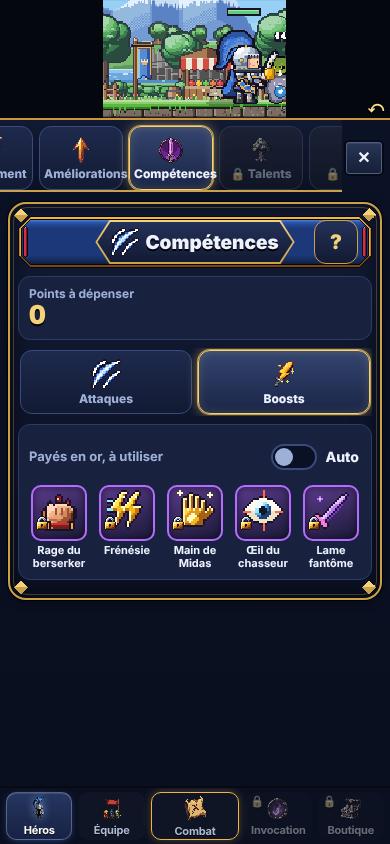 Améliorations
Compétences
Talents
ment
Compétences
?
Points à dépenser
0
Attaques
Boosts
Payés en or, à utiliser
Auto
Rage du
berserker
Frénésie
Main de
Midas
Œil du
chasseur
Lame
fantôme
Héros
Équipe
Combat
Invocation
Boutique